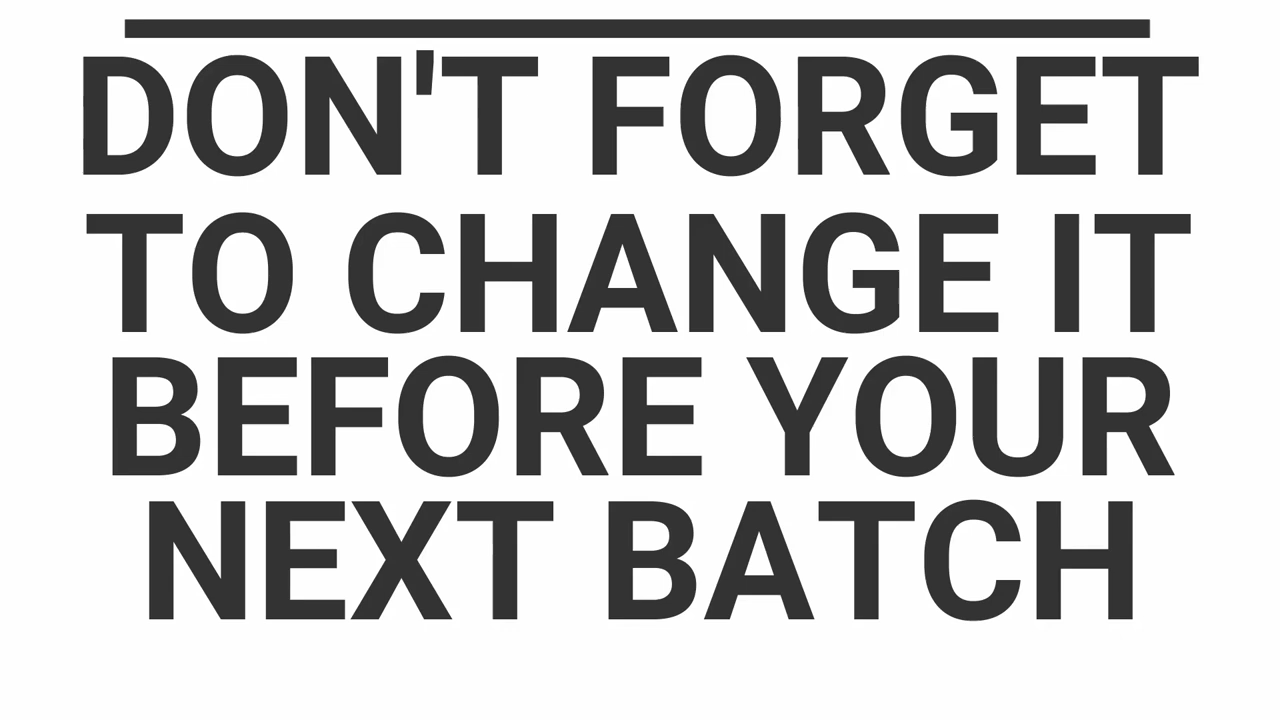 DON'T FORGET
TO CHANGE IT
BEFORE YOUR
NEXT BATCH